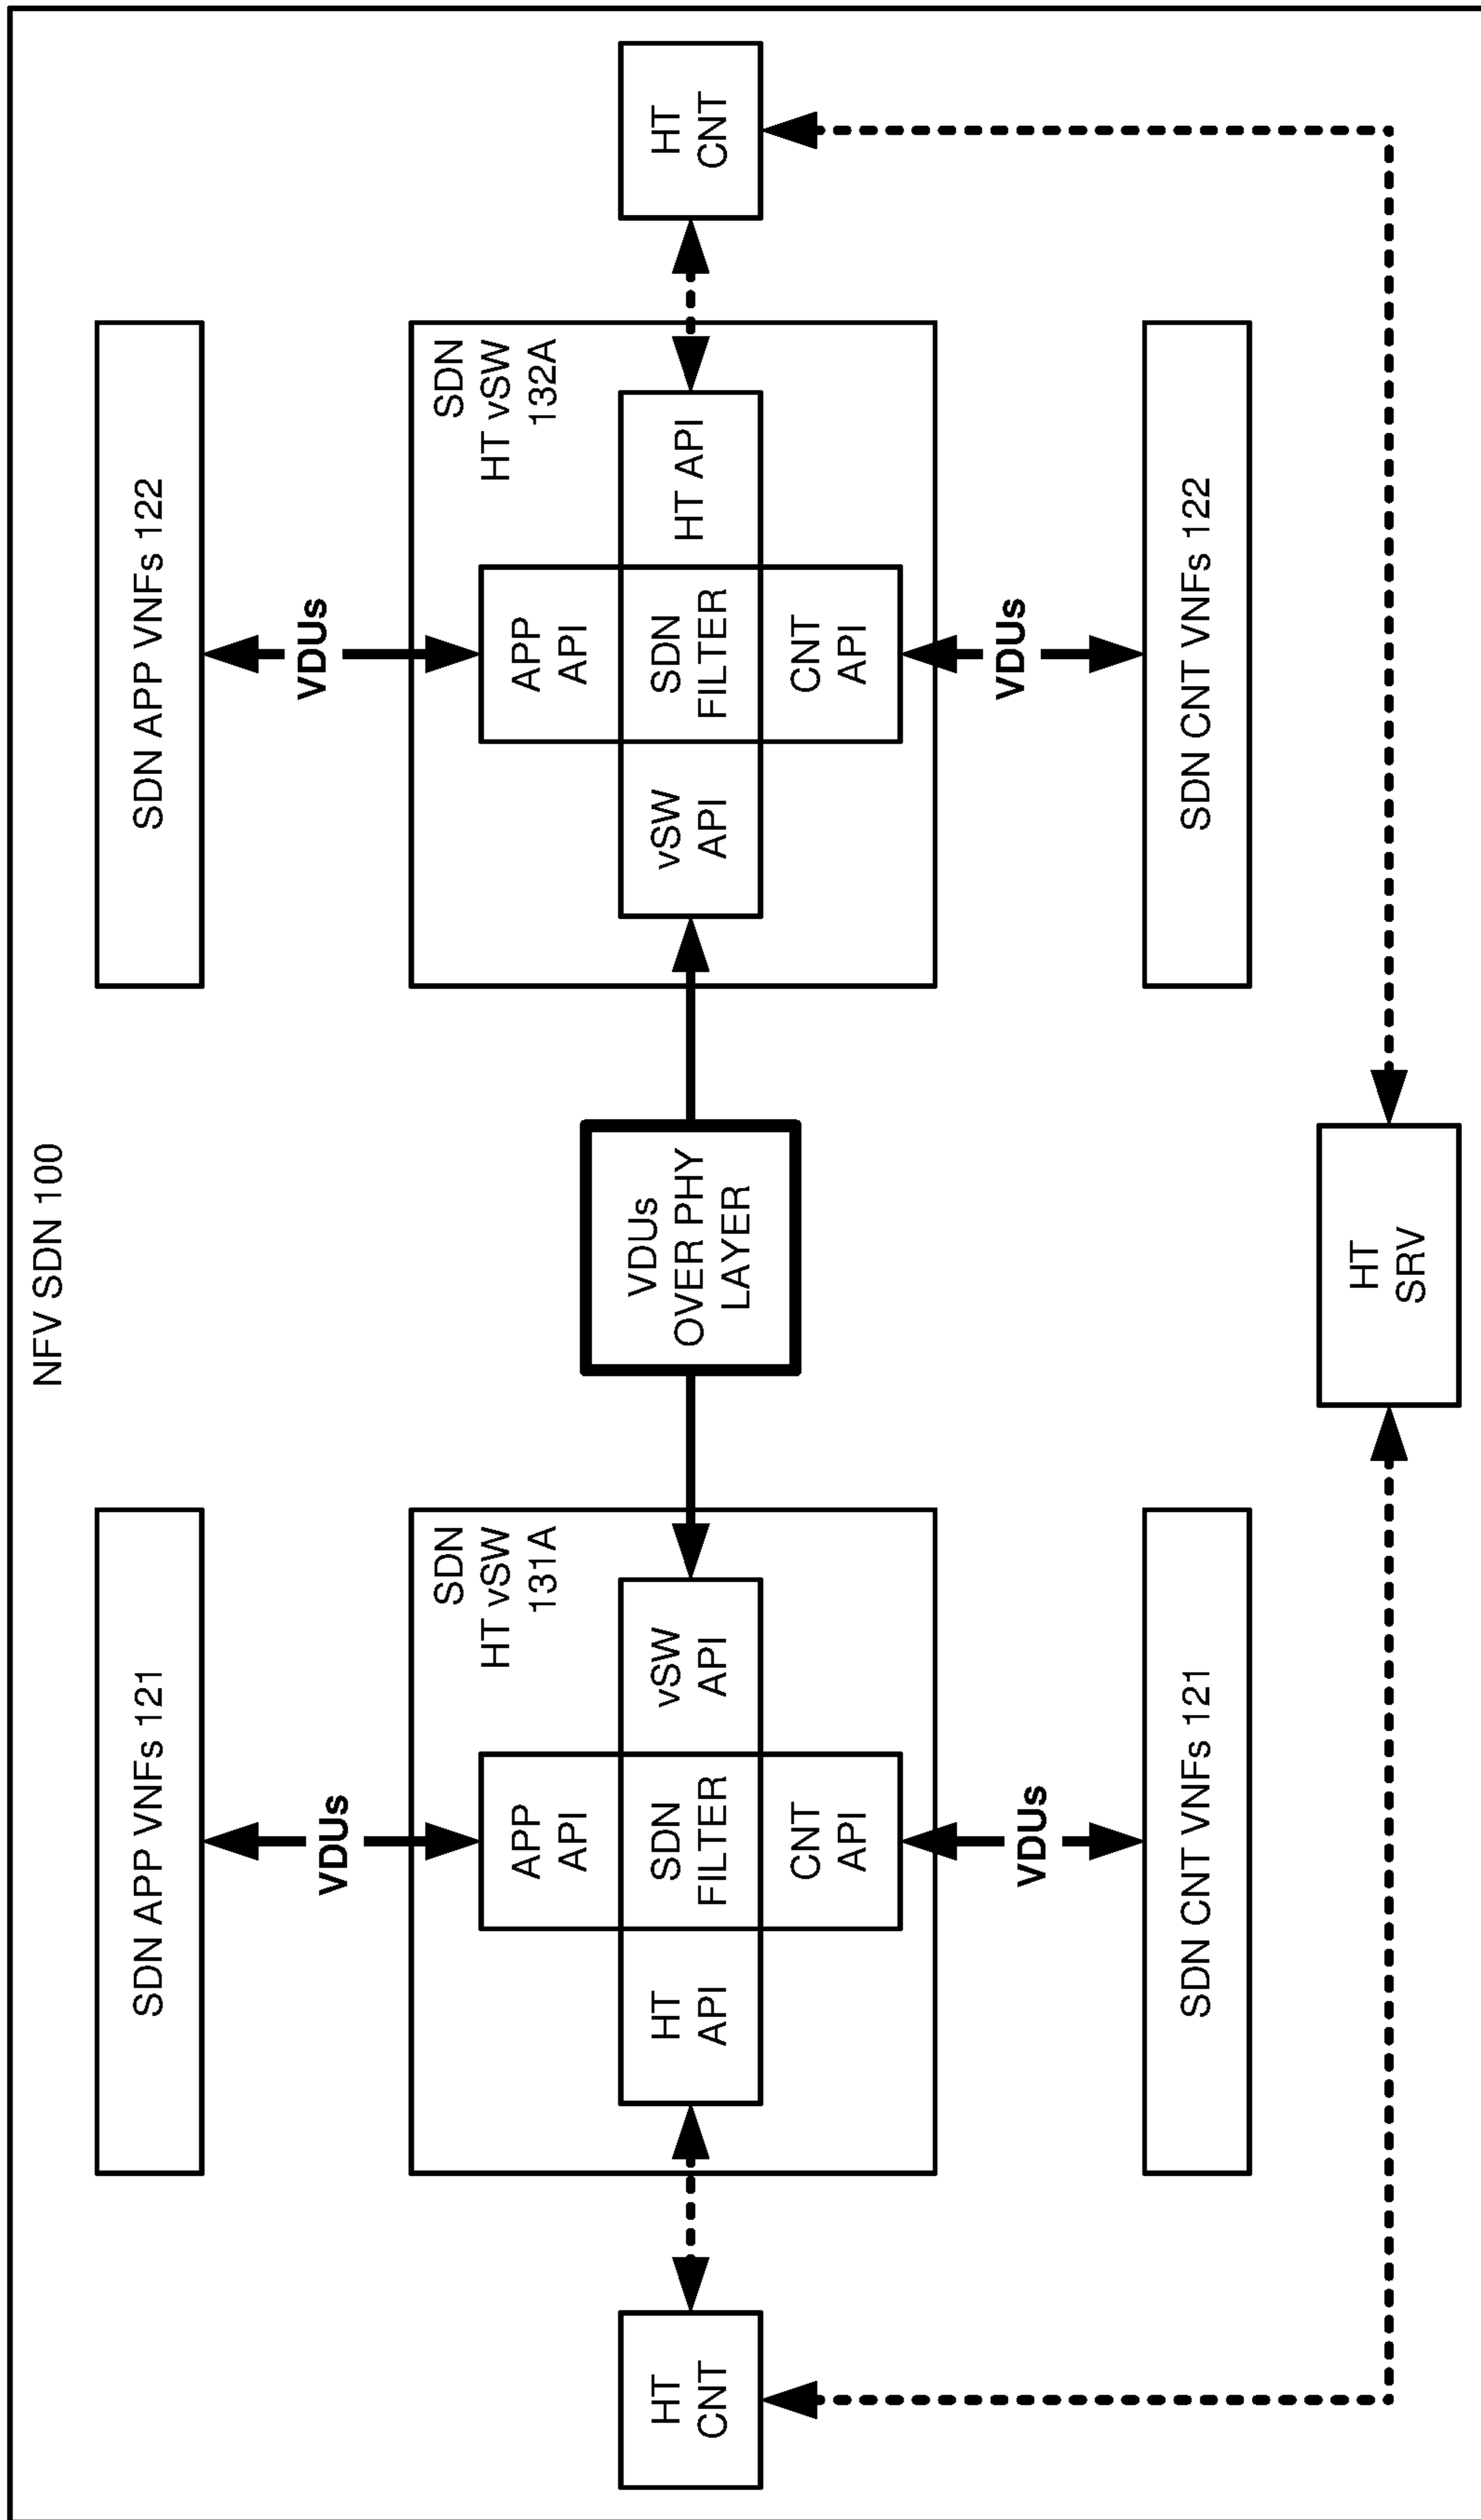 NFV SDN 100
SDN APP VNFs 121
SDN APP VNFs 122
VDUs
VDUs
SDN
HT vSW
131A
SDN
HT vSW
132A
APP
API
APP
API
HT
CNT
HT
API
SDN
FILTER
vSW
API
VDUs
OVER PHY
LAYER
vSW
API
SDN
FILTER
HT API
HT
CNT
CNT
API
CNT
API
VDUs
VDUs
SDN CNT VNFs 121
SDN CNT VNFs 122
HT
SRV